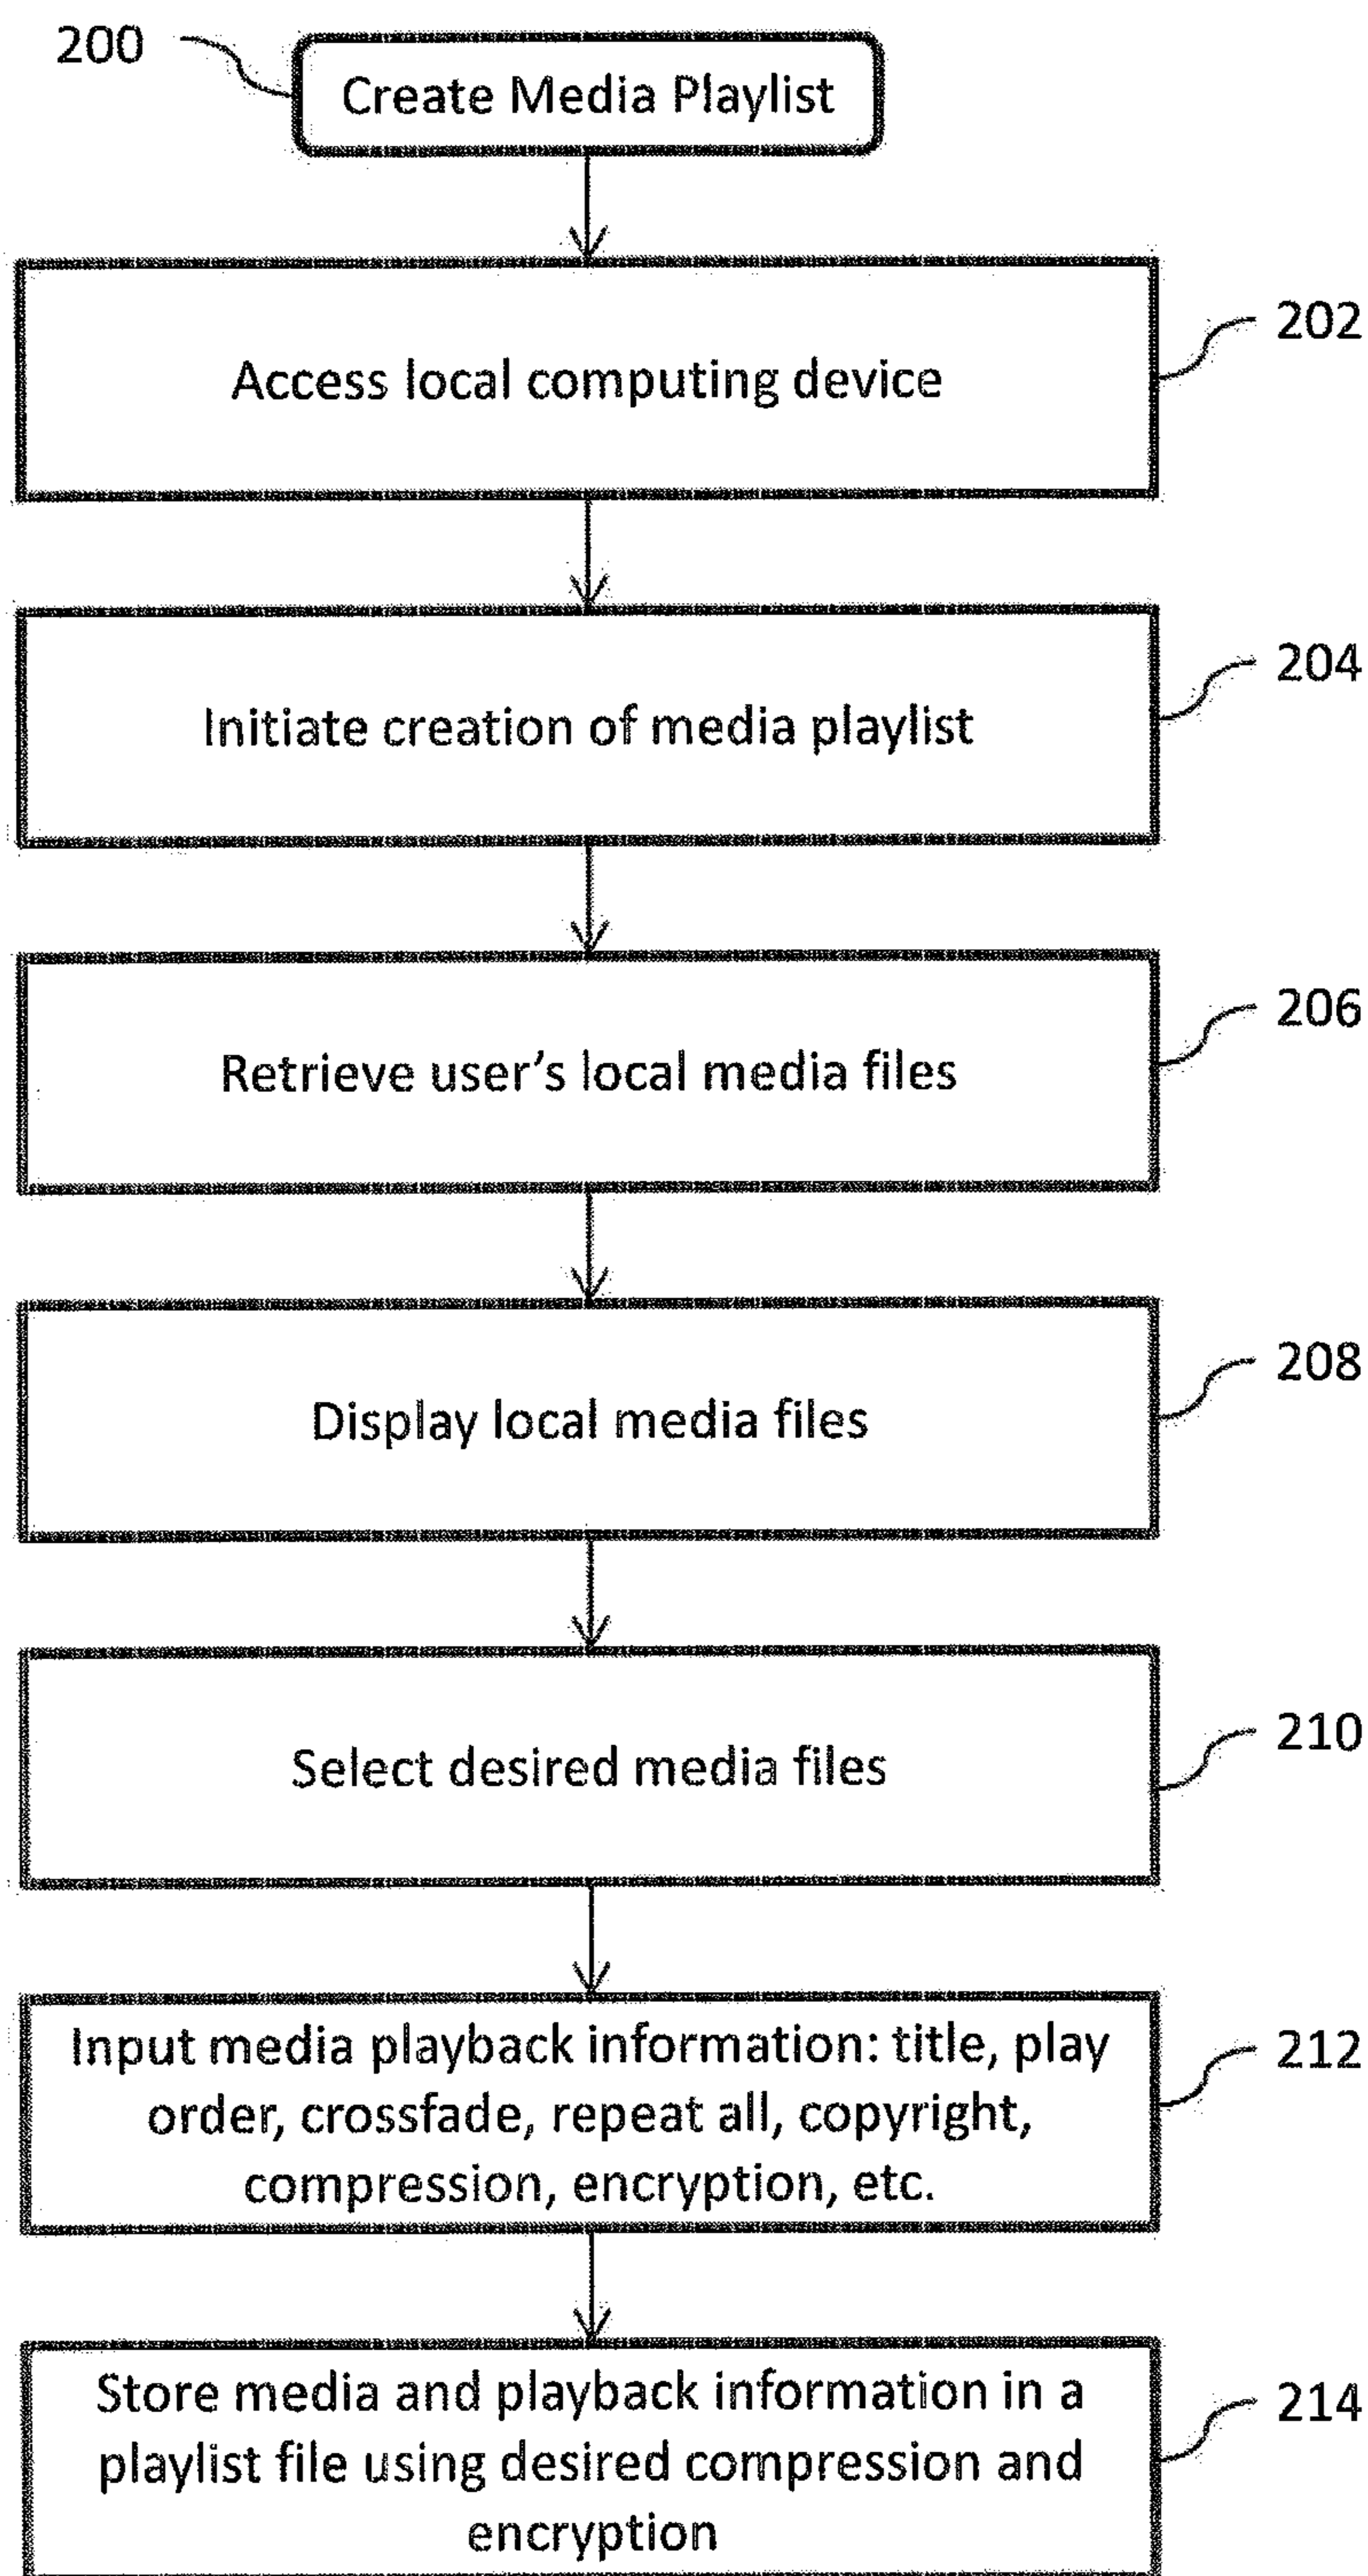 200
Create Media Playlist
Access local computing device
202
Initiate creation of media playlist
204
Retrieve user's local media files
206
Display local media files
208
Select desired media files
210
Input media playback information: title, play
order, crossfade, repeat all, copyright,
compression, encryption, etc.
212
Store media and playback information in a
playlist file using desired compression and
encryption
214